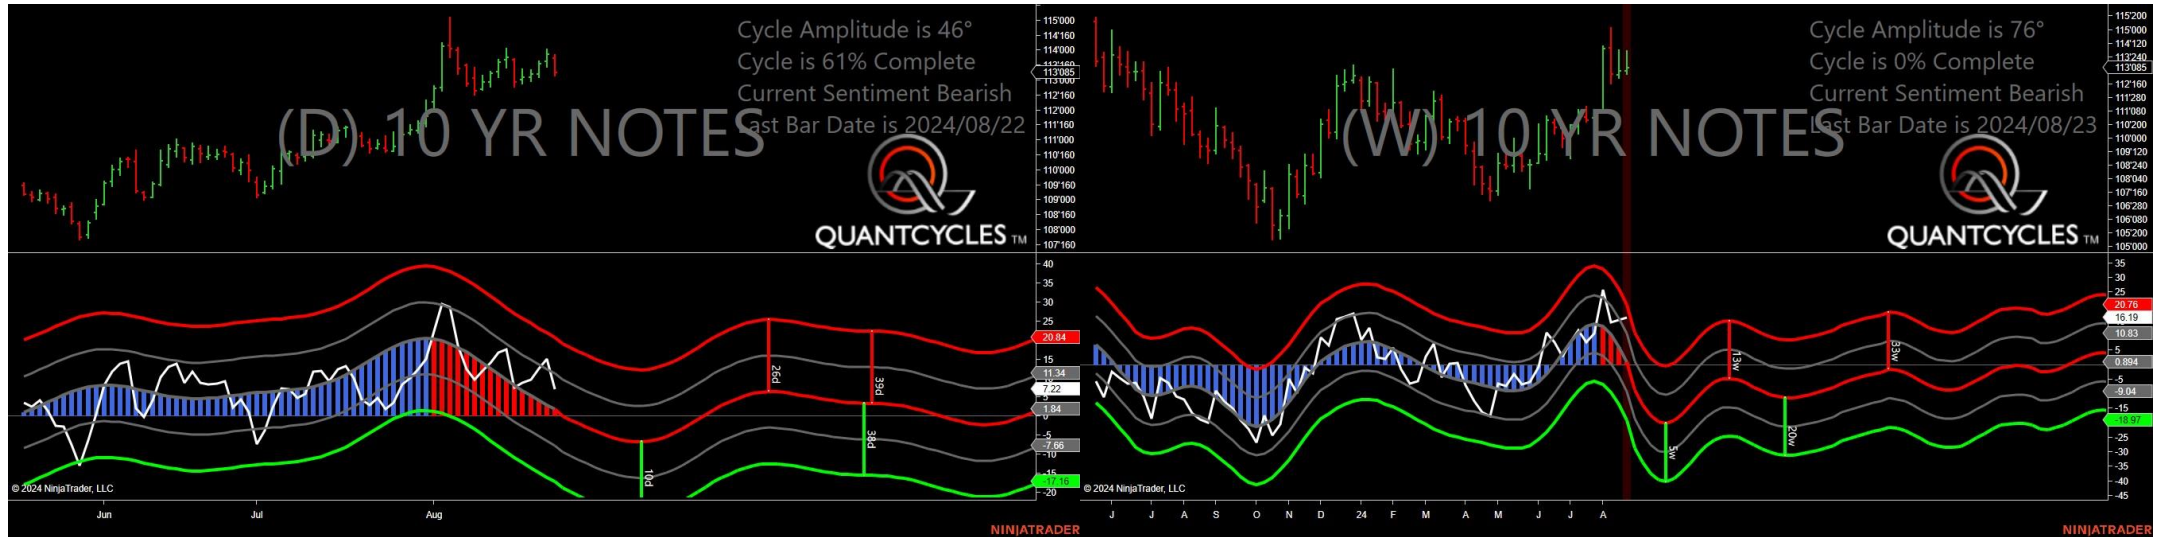 Cycle Amplitude is 46°
Cycle is 61% Complete
Current Sentiment Bearish
Last Bar Date is 2024/08/22
(D) 10 YR NOTES
QUANTCYCLES TM
115'000
114'160
114'000
113'085
113'000
112'160
112'000
111'160
111'000
110'160
110'000
109'160
109'000
108'160
108'000
107'160
40
35
30
25
20.84
15
11.34
7.22
1.84
-5
-7.66
-10
-15
-17.16
-20
26d
39d
38d
10d
© 2024 NinjaTrader, LLC
Jun Jul Aug
NINJATRADER
Cycle Amplitude is 76°
Cycle is 0% Complete
Current Sentiment Bearish
Last Bar Date is 2024/08/23
(W) 10 YR NOTES
QUANTCYCLES TM
115'200
115'000
114'120
113'240
113'085
112'160
111'280
111'080
110'200
110'000
109'120
108'240
108'040
107'160
106'280
106'080
105'200
105'000
35
30
25
20.76
16.19
10.83
5
0.894
-5
-9.04
-15
-18.97
-25
-30
-35
-40
-45
13w
33w
5w
20w
© 2024 NinjaTrader, LLC
J J A S O N D 24 F M A M J J A
NINJATRADER